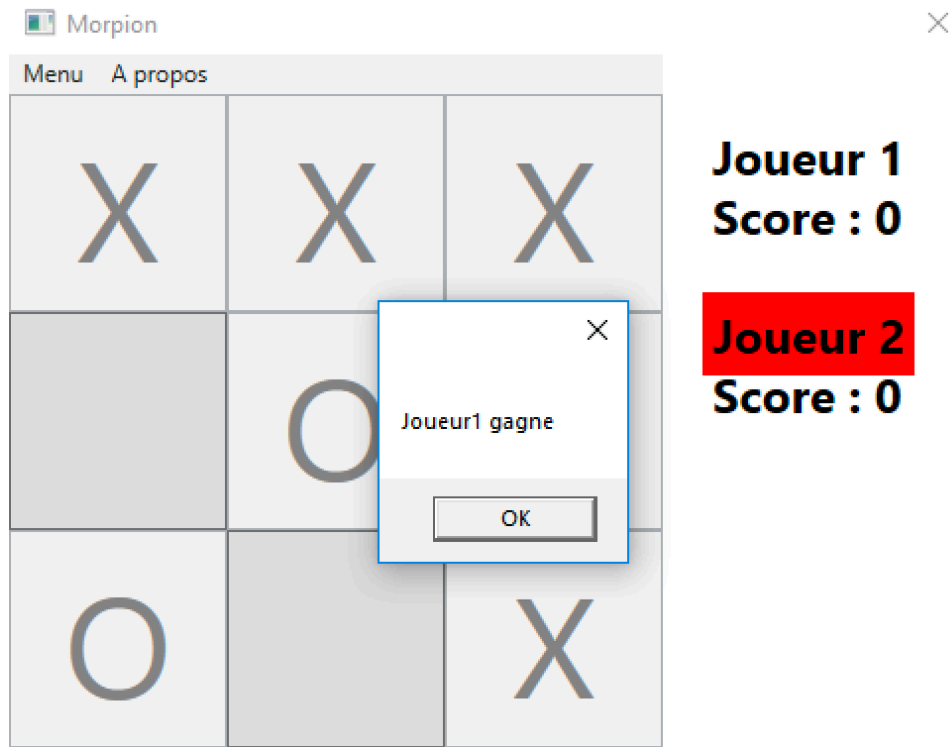 Morpion
Menu A propos
X X X
Joueur 1
Score : 0
Joueur 2
Score : 0
O
Joueur1 gagne
OK
O X